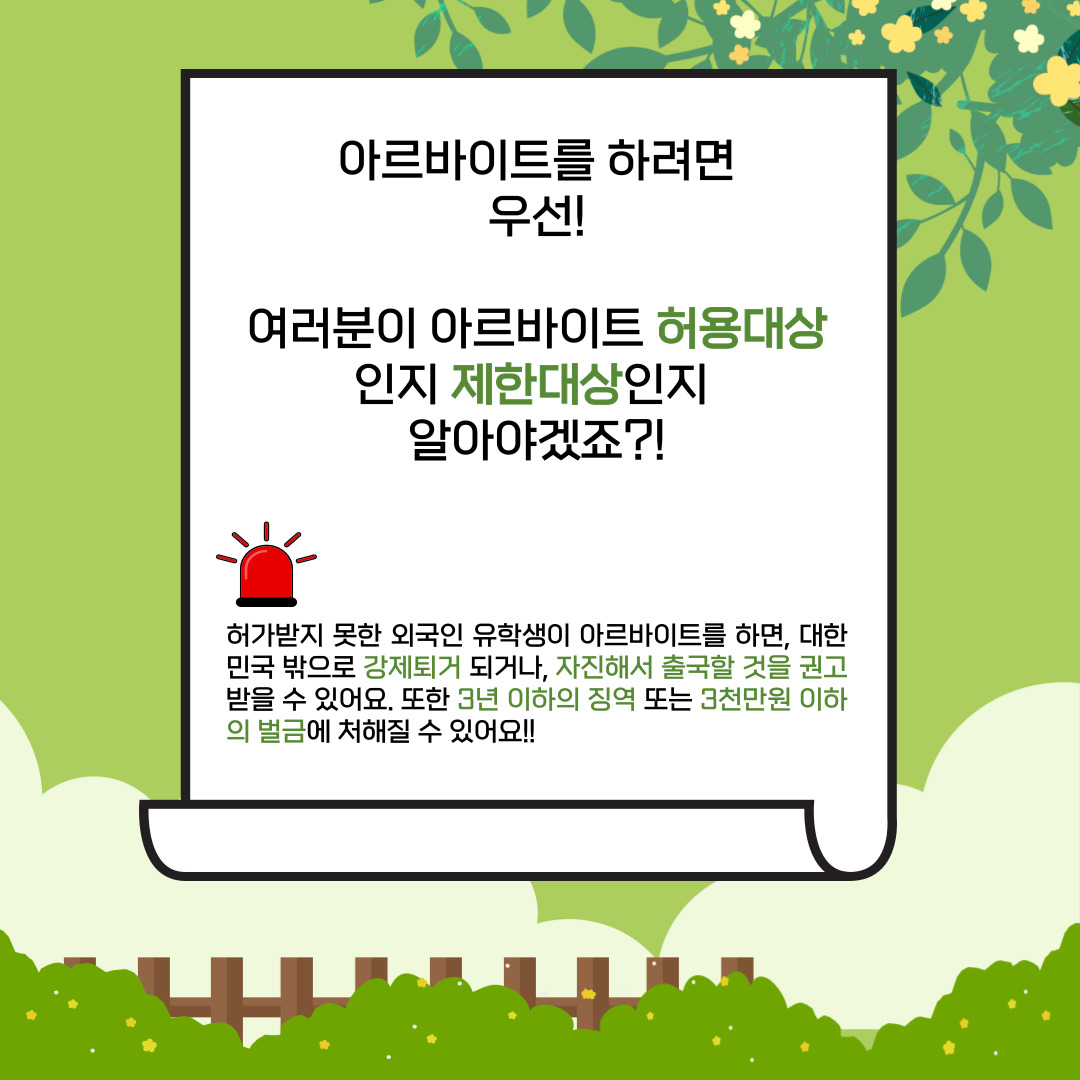 아르바이트를 하려면
우선!
여러분이 아르바이트 허용대상
인지 제한대상인지
알아야겠죠?!
허가받지 못한 외국인 유학생이 아르바이트를 하면, 대한
민국 밖으로 강제퇴거 되거나, 자진해서 출국할 것을 권고
받을 수 있어요. 또한 3년 이하의 징역 또는 3천만원 이하
의 벌금에 처해질 수 있어요!!